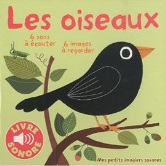 Les oiseaux
6 sons
à écouter
6 images
à regarder
LIVRE
SONORE
Mes petits imagiers sonores